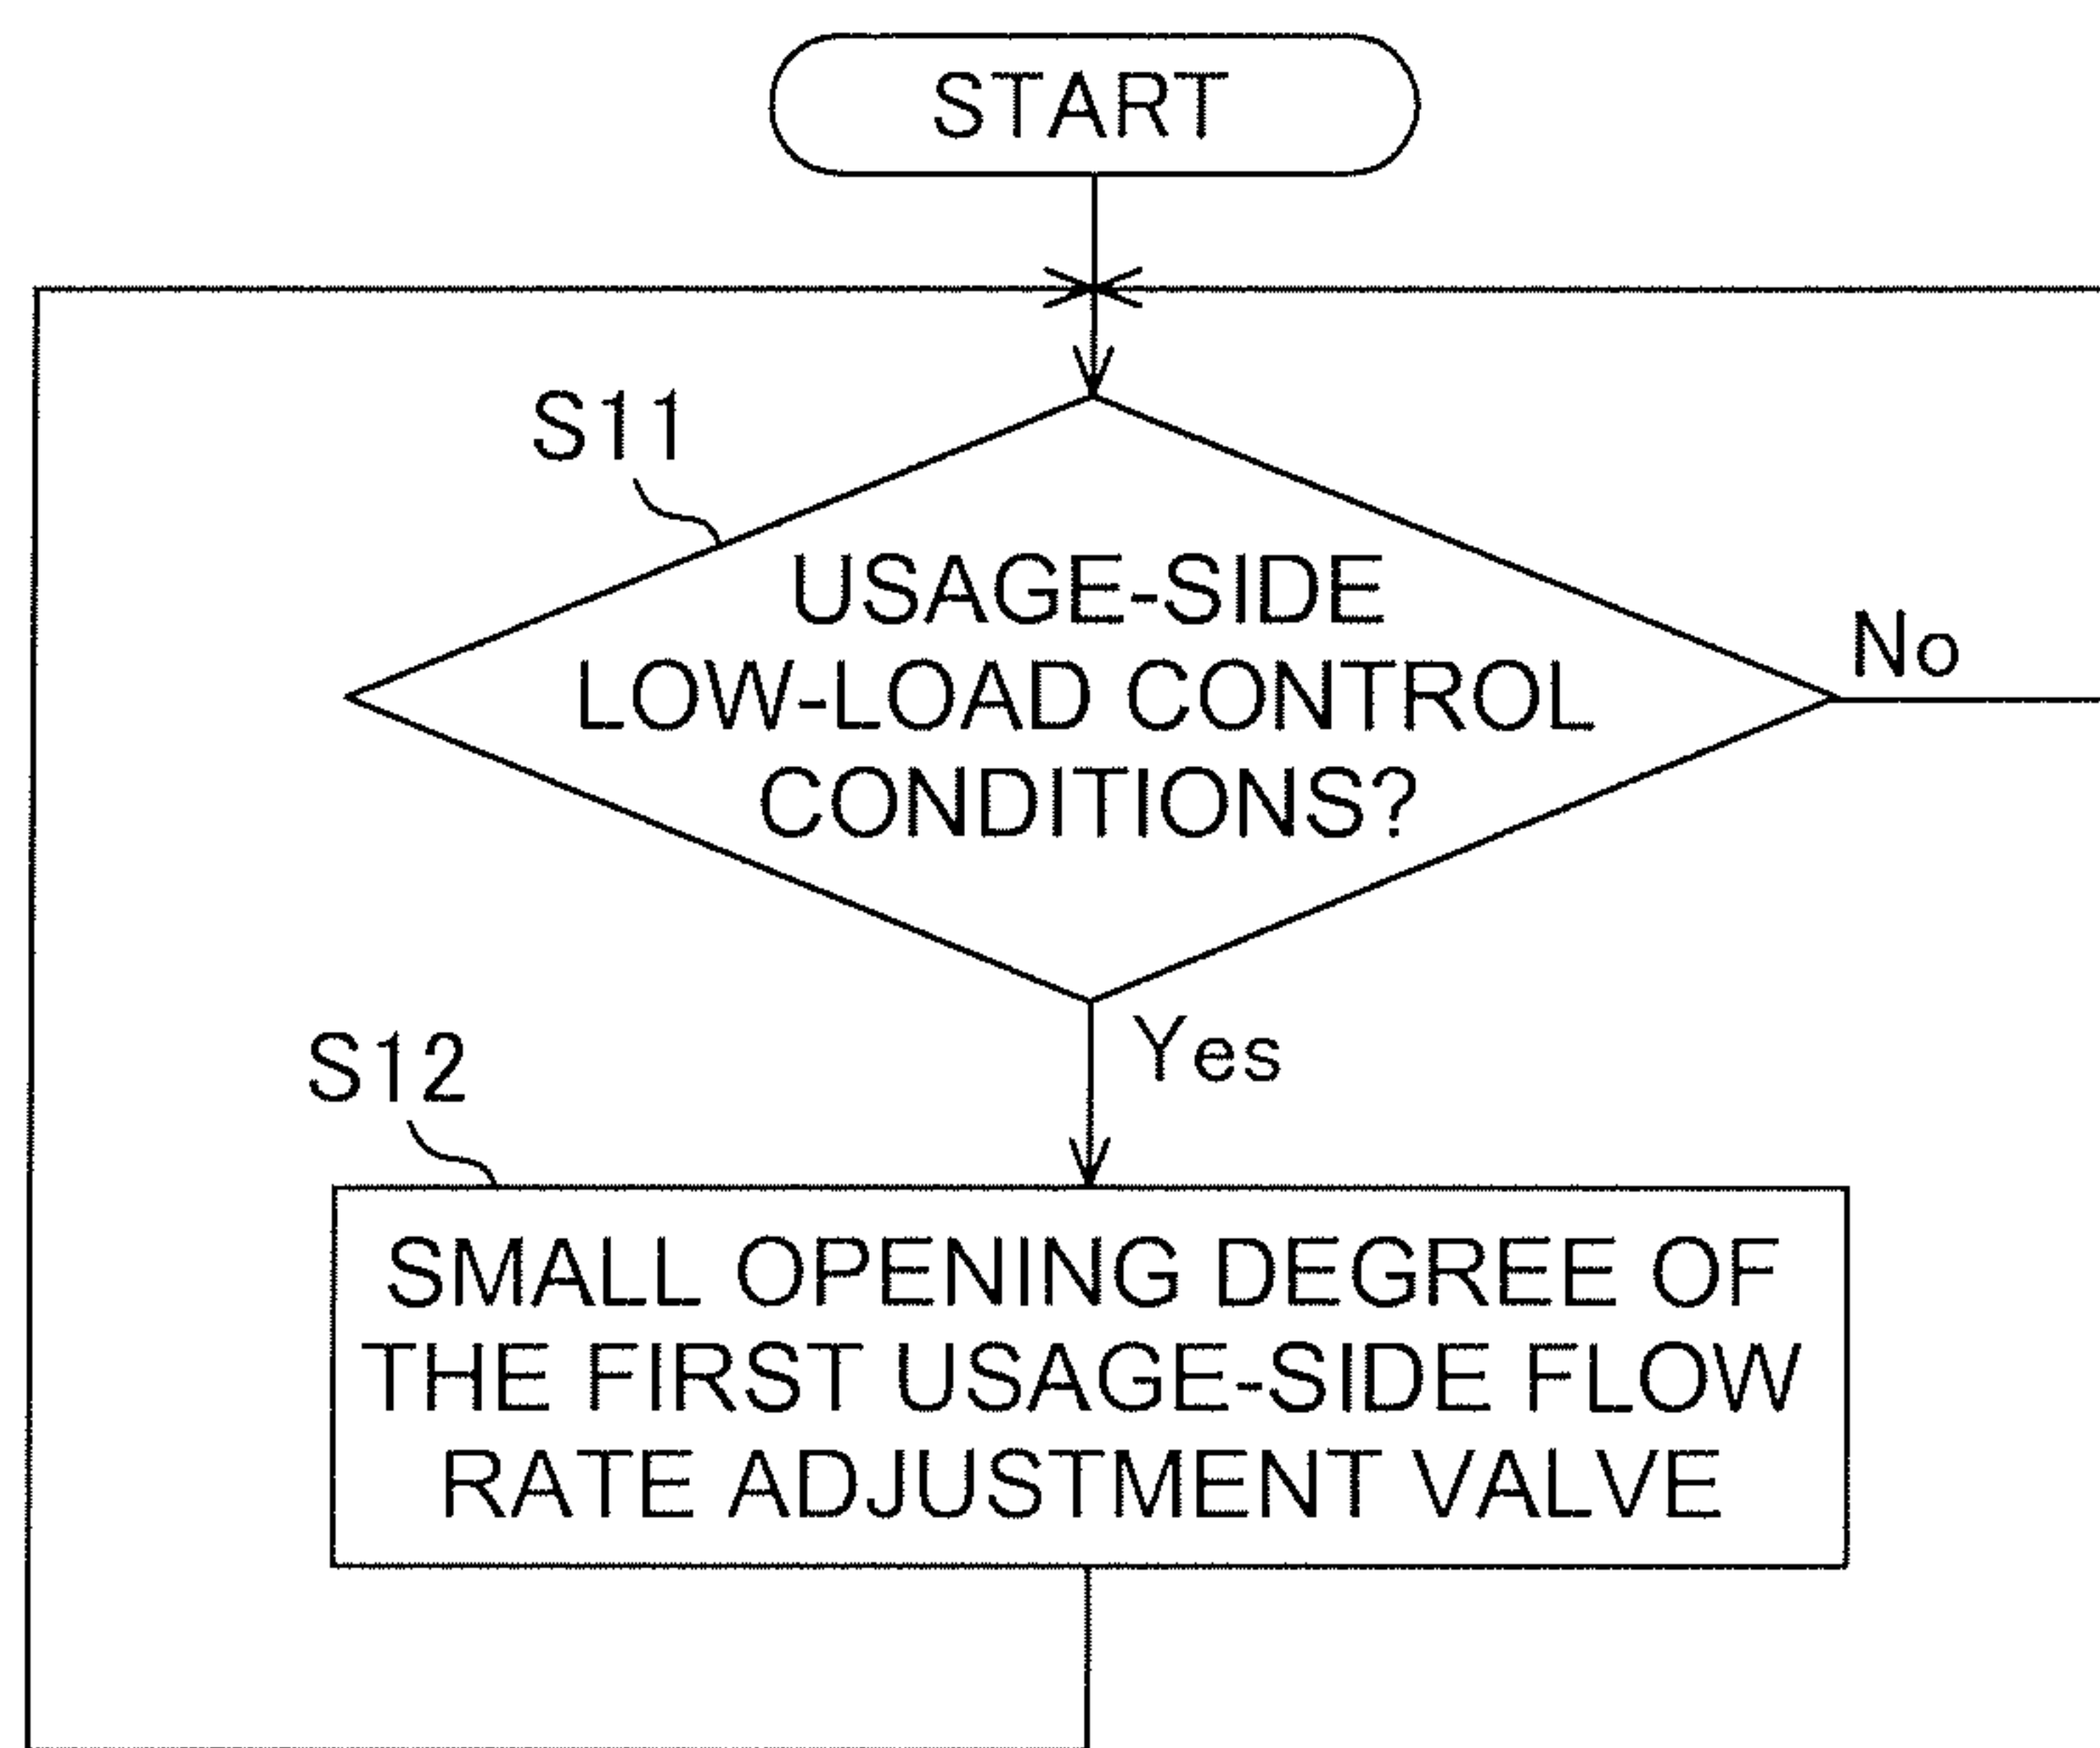 START
S11
USAGE-SIDE
LOW-LOAD CONTROL
CONDITIONS?
No
Yes
S12
SMALL OPENING DEGREE OF
THE FIRST USAGE-SIDE FLOW
RATE ADJUSTMENT VALVE